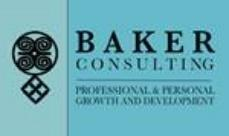 BAKER
CONSULTING
PROFESSIONAL & PERSONAL
GROWTH AND DEVELOPMENT